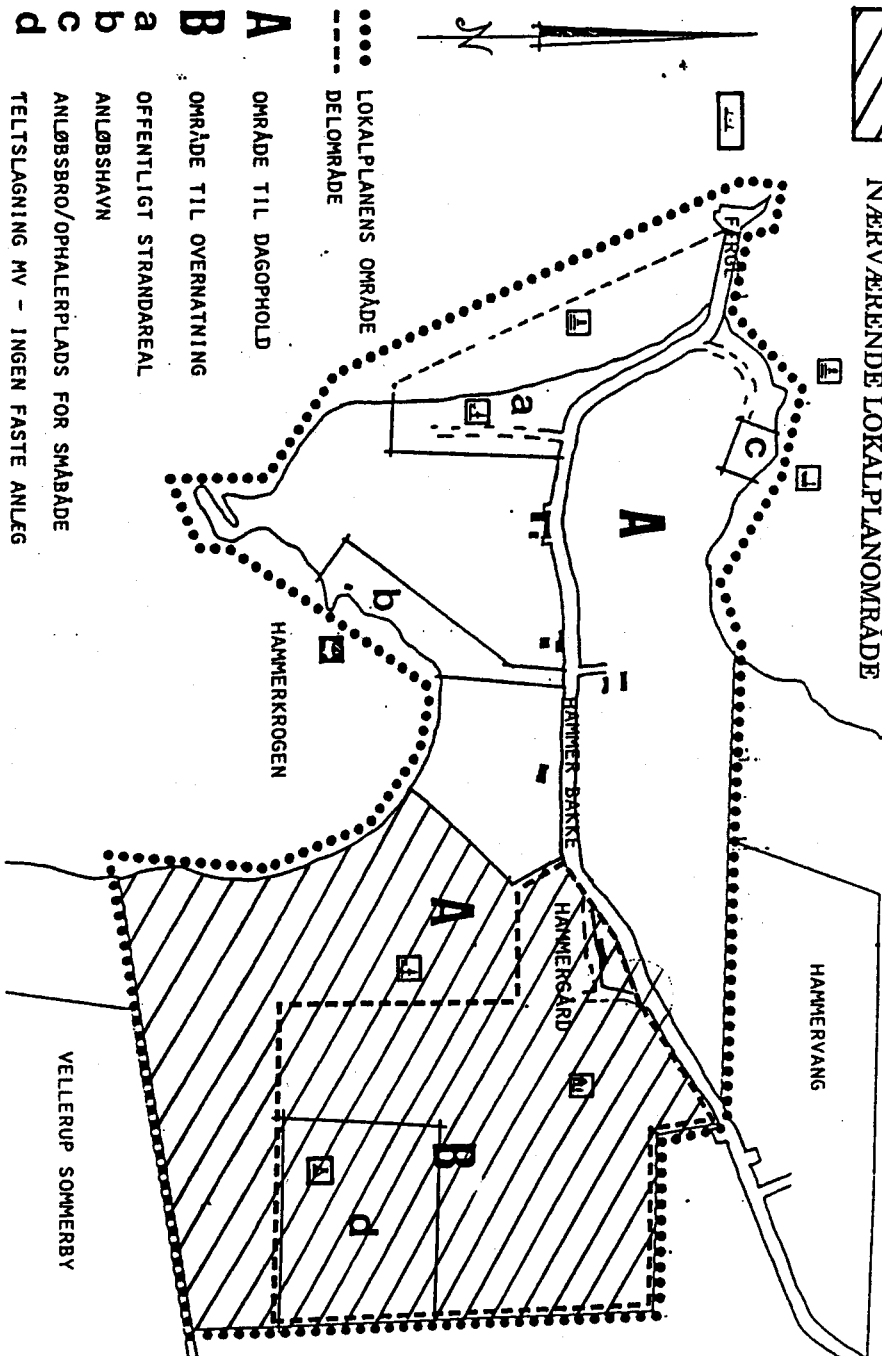 NÆRVÆRENDE LOKALPLANOMRÅDE
LOKALPLANENS OMRÅDE
DELOMRÅDE
A OMRÅDE TIL DAGOPHOLD
B OMRÅDE TIL OVERNATNING
a OFFENTLIGT STRANDAREAL
b ANLØBSHAVN
c ANLØBSBRO/OPHALERPLADS FOR SMÅBÅDE
d TELTSLAGNING MV - INGEN FASTE ANLÆG
N
FÆRGE
a
c
A
b
HAMMERKROGEN
HAMMER BAKKE
A
HAMMERGÅRD
HAMMERVANG
B
d
VELLERUP SOMMERBY